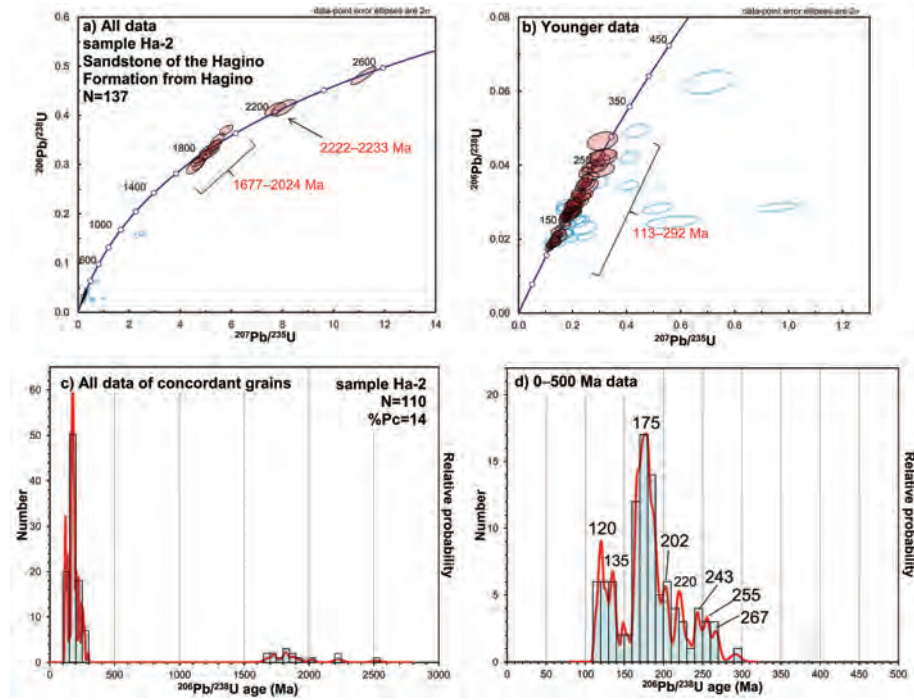 data-point error ellipses are 2σ
a) All data
sample Ha-2
Sandstone of the Hagino
Formation from Hagino
N=137
0.6
0.5
0.4
0.3
0.2
0.1
0.0
²⁰⁶Pb/²³⁸U
600
1000
1400
1800
2200
2600
2222–2233 Ma
1677–2024 Ma
0 2 4 6 8 10 12 14
²⁰⁷Pb/²³⁵U
data-point error ellipses are 2σ
b) Younger data
0.08
0.06
0.04
0.02
0.00
²⁰⁶Pb/²³⁸U
450
350
250
150
113–292 Ma
0.0 0.2 0.4 0.6 0.8 1.0 1.2
²⁰⁷Pb/²³⁵U
c) All data of concordant grains
sample Ha-2
N=110
%Pc=14
60
50
40
30
20
10
0
Number
Relative probability
0 500 1000 1500 2000 2500 3000
²⁰⁶Pb/²³⁸U age (Ma)
d) 0–500 Ma data
20
15
10
5
0
Number
Relative probability
175
120
135
202
220
243
255
267
0 50 100 150 200 250 300 350 400 450 500
²⁰⁶Pb/²³⁸U age (Ma)